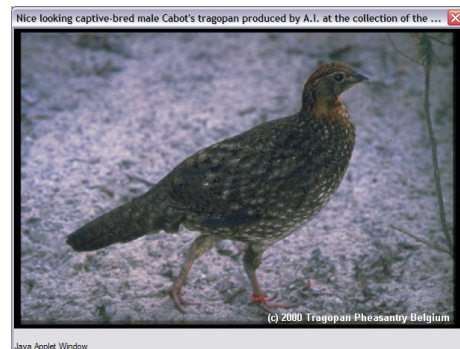 Nice looking captive-bred male Cabot's tragopan produced by A.I. at the collection of the ...
(c) 2000 Tragopan Pheasantry Belgium
Java Applet Window